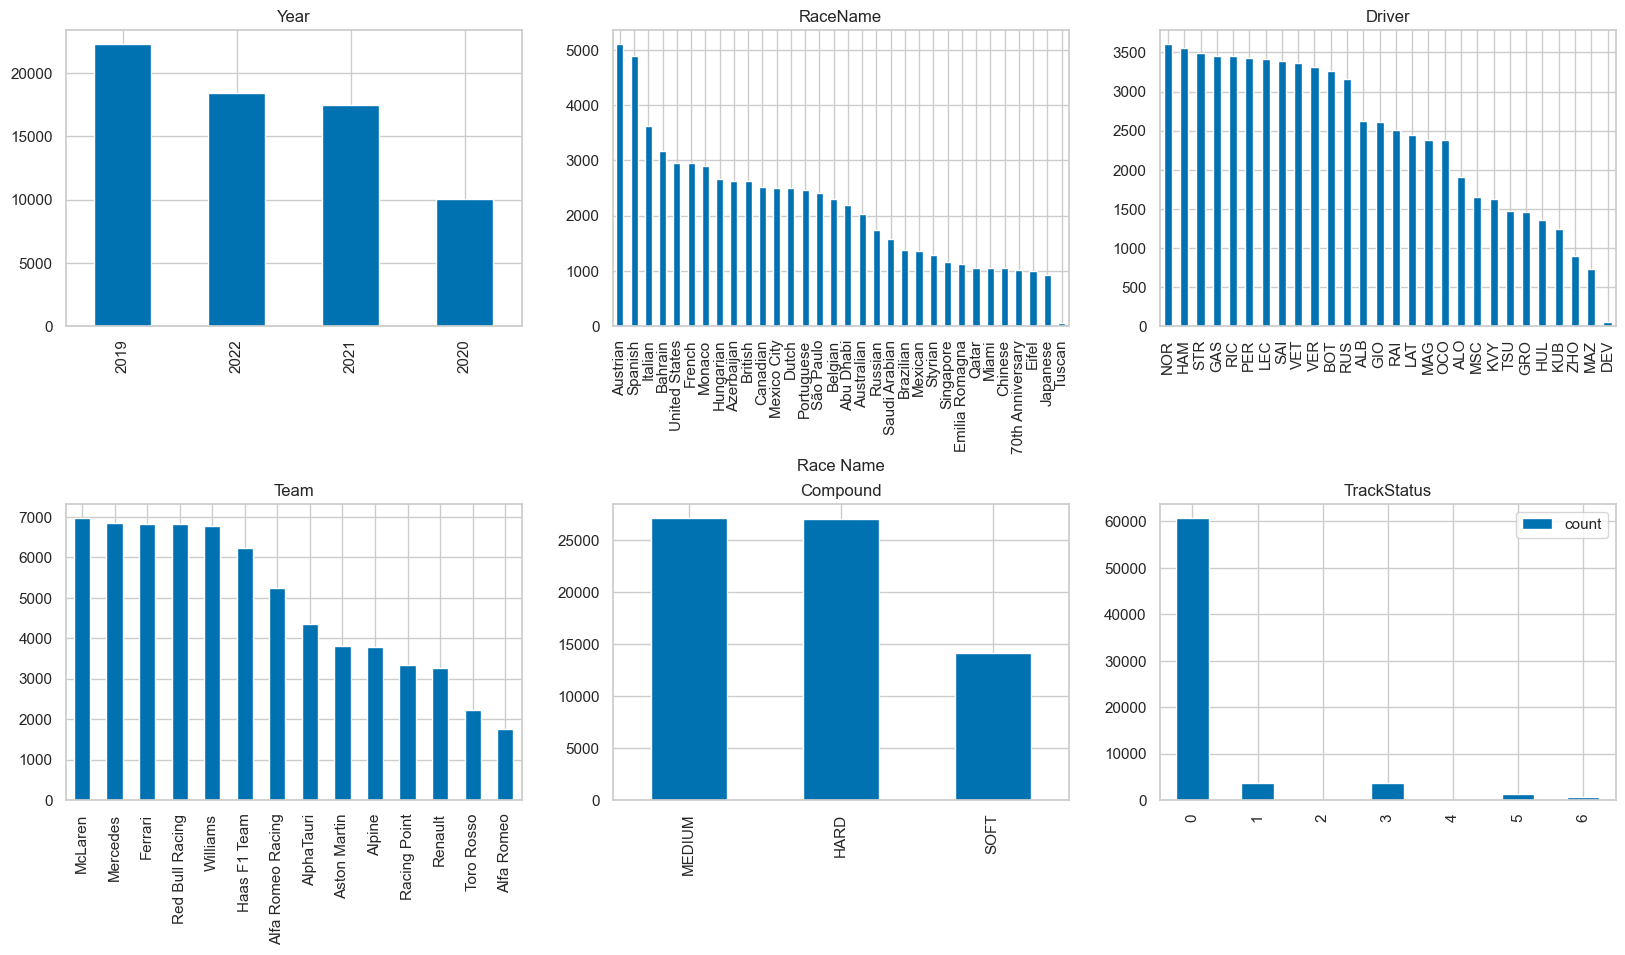 Year
20000
15000
10000
5000
0
2019
2022
2021
2020
RaceName
5000
4000
3000
2000
1000
0
Austrian
Spanish
Italian
Bahrain
United States
French
Monaco
Hungarian
Azerbaijan
British
Canadian
Mexico City
Dutch
Portuguese
São Paulo
Belgian
Abu Dhabi
Australian
Russian
Saudi Arabian
Brazilian
Mexican
Styrian
Singapore
Emilia Romagna
Qatar
Miami
Chinese
70th Anniversary
Eifel
Japanese
Tuscan
Race Name
Driver
3500
3000
2500
2000
1500
1000
500
0
NOR
HAM
STR
GAS
RIC
PER
LEC
SAI
VET
VER
BOT
RUS
ALB
GIO
RAI
LAT
MAG
OCO
ALO
MSC
KVY
TSU
GRO
HUL
KUB
ZHO
MAZ
DEV
Team
7000
6000
5000
4000
3000
2000
1000
0
McLaren
Mercedes
Ferrari
Red Bull Racing
Williams
Haas F1 Team
Alfa Romeo Racing
AlphaTauri
Aston Martin
Alpine
Racing Point
Renault
Toro Rosso
Alfa Romeo
Compound
25000
20000
15000
10000
5000
0
MEDIUM
HARD
SOFT
TrackStatus
count
60000
50000
40000
30000
20000
10000
0
0
1
2
3
4
5
6